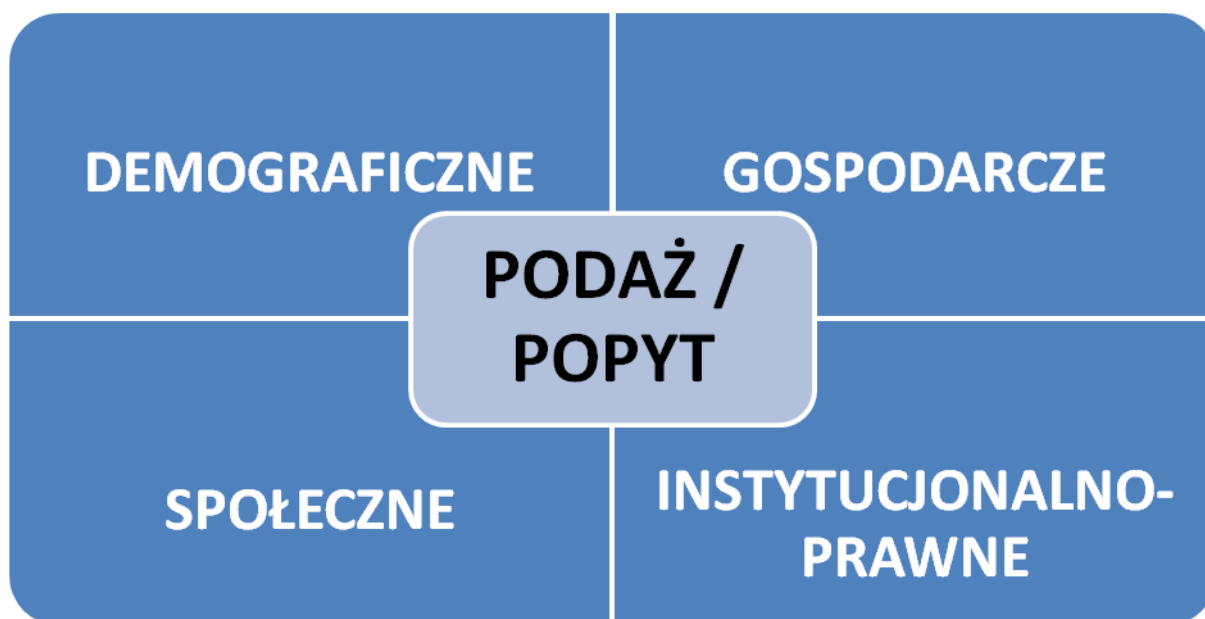 DEMOGRAFICZNE
GOSPODARCZE
PODAŻ /
POPYT
SPOŁECZNE
INSTYTUCJONALNO-
PRAWNE